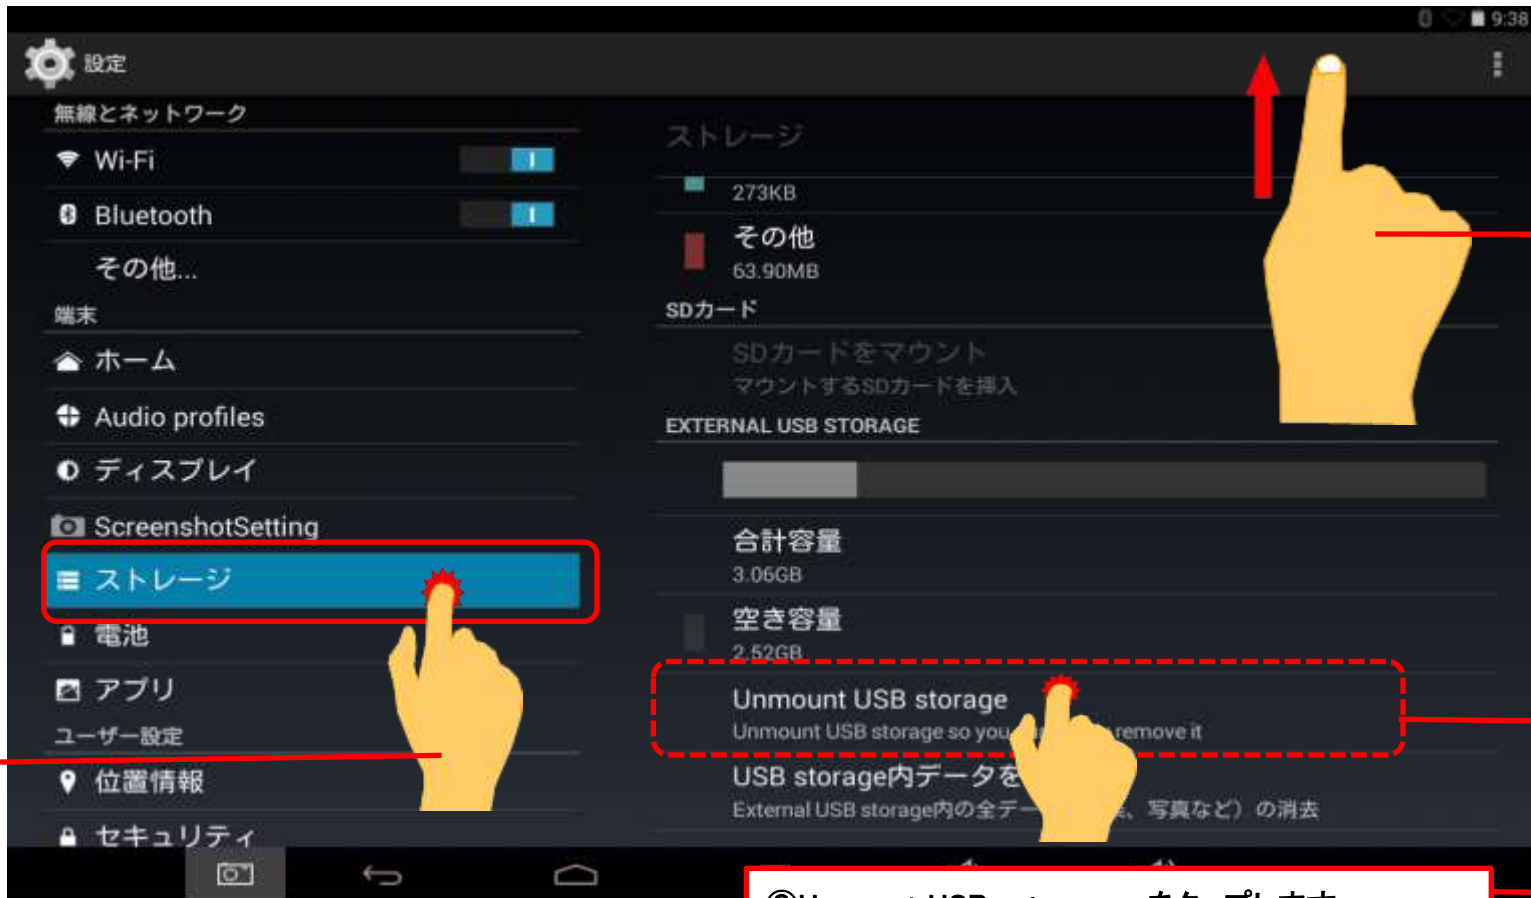 9:38
設定
無線とネットワーク
Wi-Fi
Bluetooth
その他...
端末
ホーム
Audio profiles
ディスプレイ
ScreenshotSetting
ストレージ
電池
アプリ
ユーザー設定
位置情報
セキュリティ
ストレージ
273KB
その他
63.90MB
SDカード
SDカードをマウント
マウントするSDカードを挿入
EXTERNAL USB STORAGE
合計容量
3.06GB
空き容量
2.52GB
Unmount USB storage
Unmount USB storage so you remove it
USB storage内データを
External USB storage内の全デー 、写真など）の消去